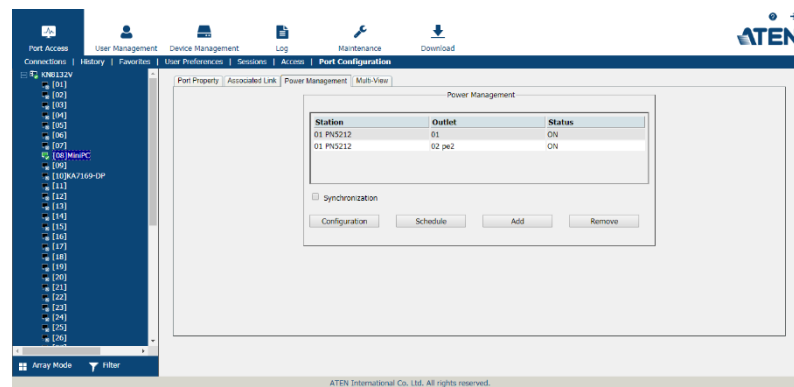 Port Access User Management Device Management Log Maintenance Download
ATEN
Connections | History | Favorites | User Preferences | Sessions | Access | Port Configuration
KN8132V
[01]
[02]
[03]
[04]
[05]
[06]
[07]
[08]MiniPC
[09]
[10]KA7169-DP
[11]
[12]
[13]
[14]
[15]
[16]
[17]
[18]
[19]
[20]
[21]
[22]
[23]
[24]
[25]
[26]
Array Mode Filter
Port Property Associated Link Power Management Multi-View
Power Management
Station Outlet Status
01 PN5212 01 ON
01 PN5212 02 pe2 ON
Synchronization
Configuration Schedule Add Remove
ATEN International Co. Ltd. All rights reserved.